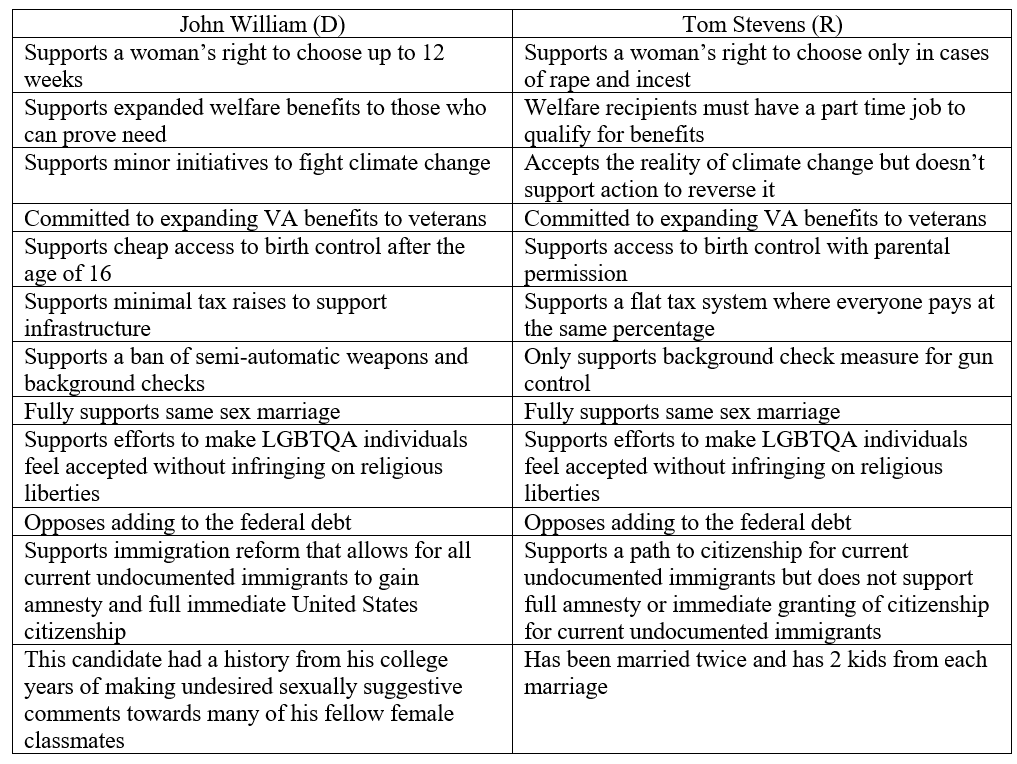 John William (D)
Tom Stevens (R)
Supports a woman’s right to choose up to 12
weeks
Supports a woman’s right to choose only in cases
of rape and incest
Supports expanded welfare benefits to those who
can prove need
Welfare recipients must have a part time job to
qualify for benefits
Supports minor initiatives to fight climate change
Accepts the reality of climate change but doesn’t
support action to reverse it
Committed to expanding VA benefits to veterans
Committed to expanding VA benefits to veterans
Supports cheap access to birth control after the
age of 16
Supports access to birth control with parental
permission
Supports minimal tax raises to support
infrastructure
Supports a flat tax system where everyone pays at
the same percentage
Supports a ban of semi-automatic weapons and
background checks
Only supports background check measure for gun
control
Fully supports same sex marriage
Fully supports same sex marriage
Supports efforts to make LGBTQA individuals
feel accepted without infringing on religious
liberties
Supports efforts to make LGBTQA individuals
feel accepted without infringing on religious
liberties
Opposes adding to the federal debt
Opposes adding to the federal debt
Supports immigration reform that allows for all
current undocumented immigrants to gain
amnesty and full immediate United States
citizenship
Supports a path to citizenship for current
undocumented immigrants but does not support
full amnesty or immediate granting of citizenship
for current undocumented immigrants
This candidate had a history from his college
years of making undesired sexually suggestive
comments towards many of his fellow female
classmates
Has been married twice and has 2 kids from each
marriage